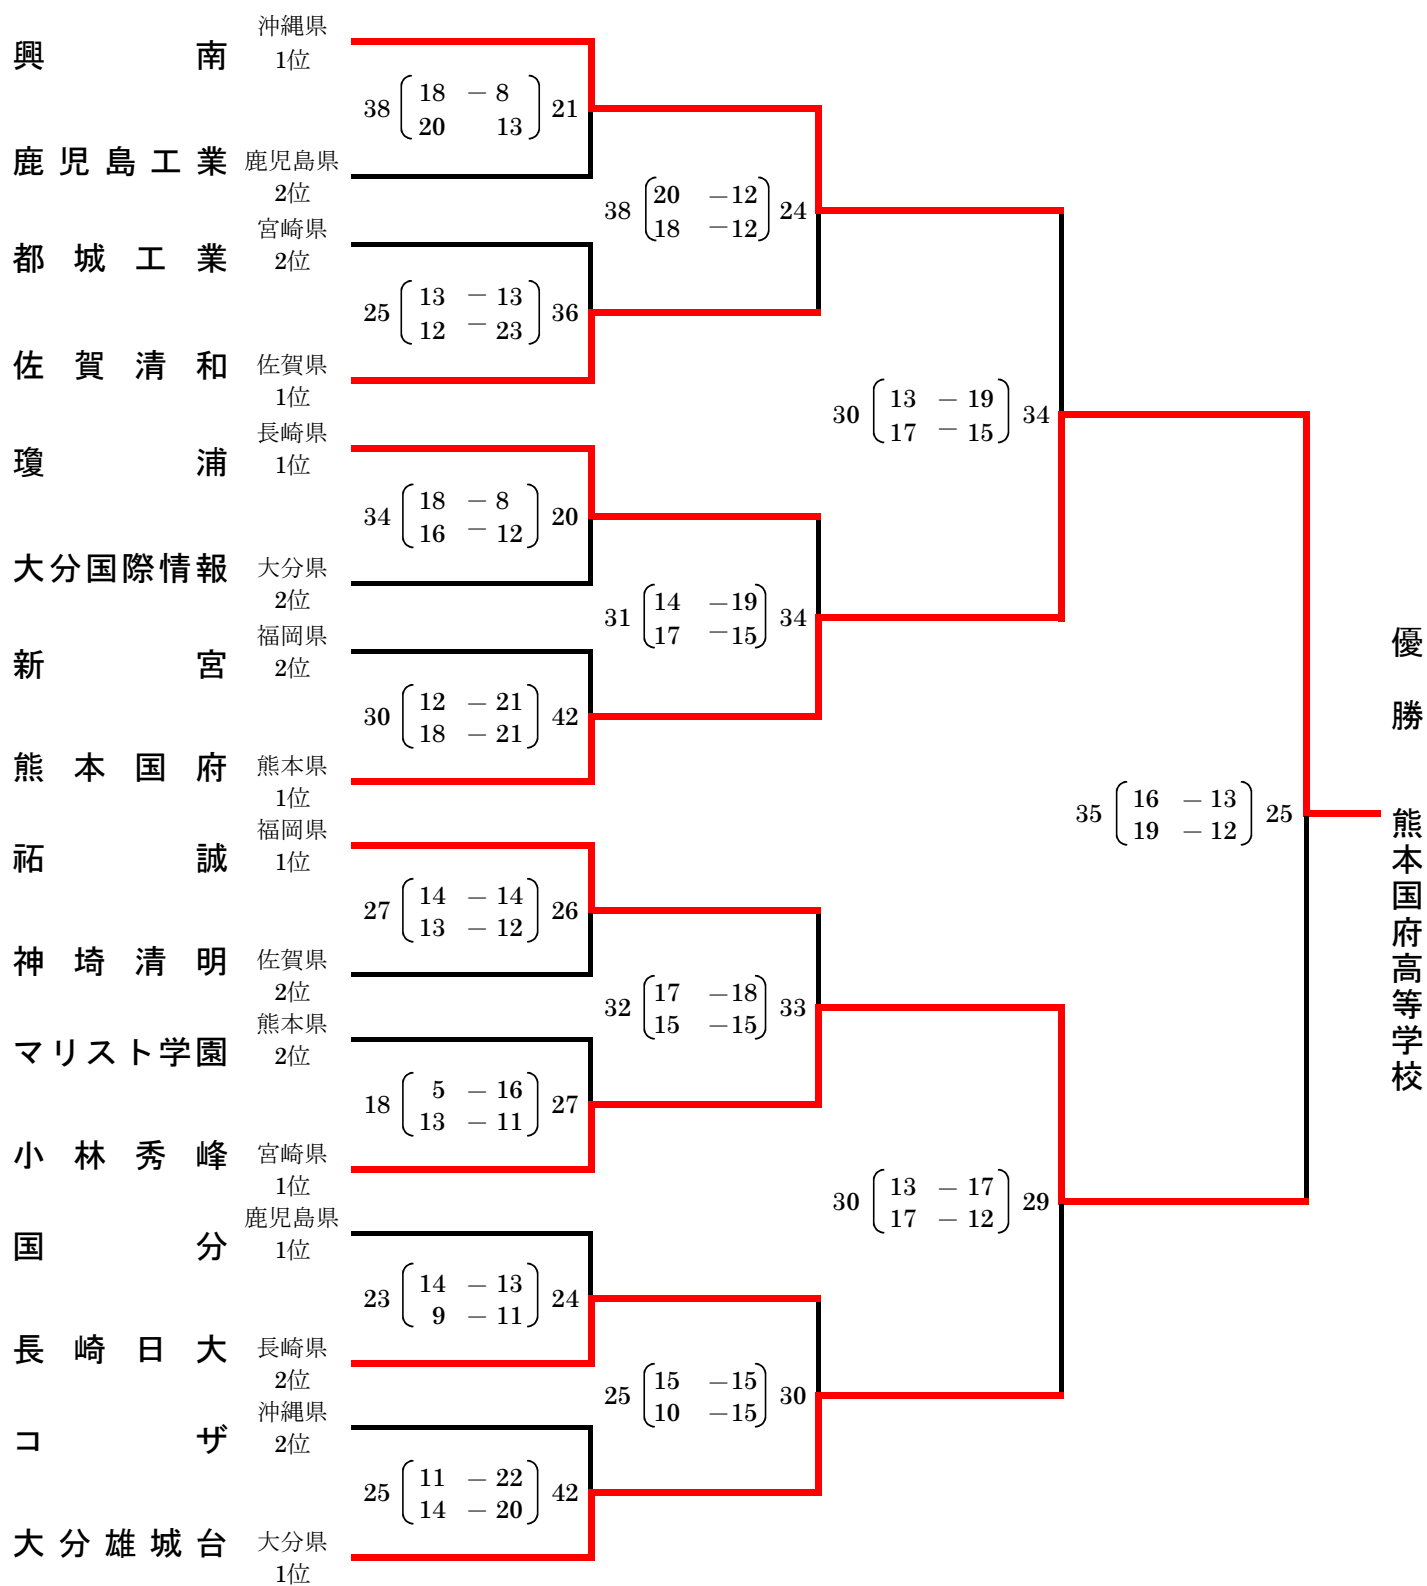 興南 沖縄県
1位
38 18 - 8 21
20 13
鹿児島工業 鹿児島県
2位
38 20 -12 24
18 -12
都城工業 宮崎県
2位
25 13 - 13 36
12 - 23
佐賀清和 佐賀県
1位
30 13 - 19 34
17 - 15
瓊浦 長崎県
1位
34 18 - 8 20
16 - 12
大分国際情報 大分県
2位
31 14 -19 34
17 -15
新宮 福岡県
2位
30 12 - 21 42
18 - 21
熊本国府 熊本県
1位
35 16 - 13 25
19 - 12
祐誠 福岡県
1位
27 14 - 14 26
13 - 12
神埼清明 佐賀県
2位
32 17 -18 33
15 -15
マリスト学園 熊本県
2位
18 5 - 16 27
13 - 11
小林秀峰 宮崎県
1位
30 13 - 17 29
17 - 12
国分 鹿児島県
1位
23 14 - 13 24
9 - 11
長崎日大 長崎県
2位
25 15 -15 30
10 -15
コザ 沖縄県
2位
25 11 - 22 42
14 - 20
大分雄城台 大分県
1位
優勝 熊本国府高等学校